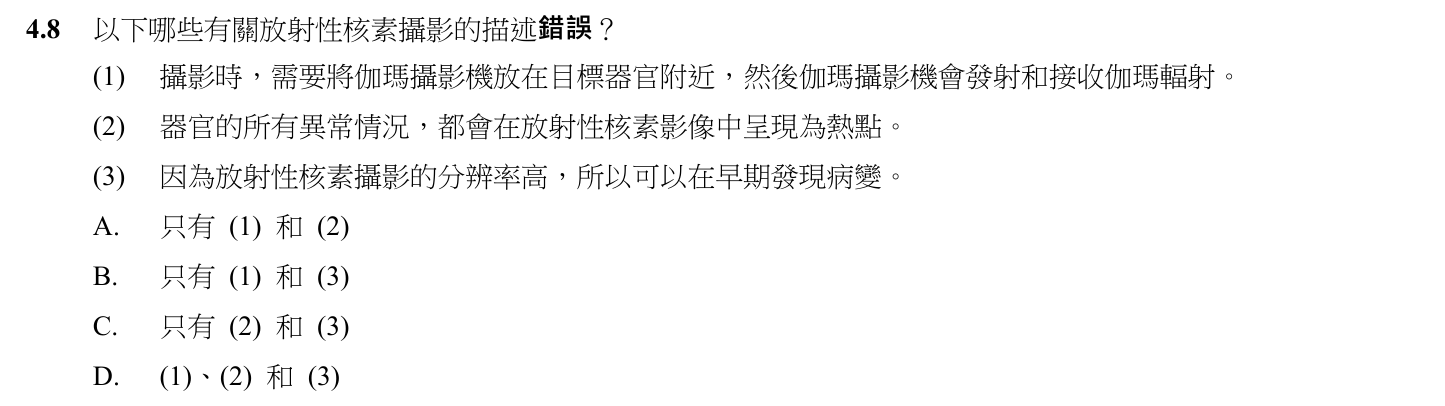 4.8 以下哪些有關放射性核素攝影的描述錯誤？
(1) 攝影時，需要將伽瑪攝影機放在目標器官附近，然後伽瑪攝影機會發射和接收伽瑪輻射。
(2) 器官的所有異常情況，都會在放射性核素影像中呈現為熱點。
(3) 因為放射性核素攝影的分辨率高，所以可以在早期發現病變。
A. 只有 (1) 和 (2)
B. 只有 (1) 和 (3)
C. 只有 (2) 和 (3)
D. (1)、(2) 和 (3)